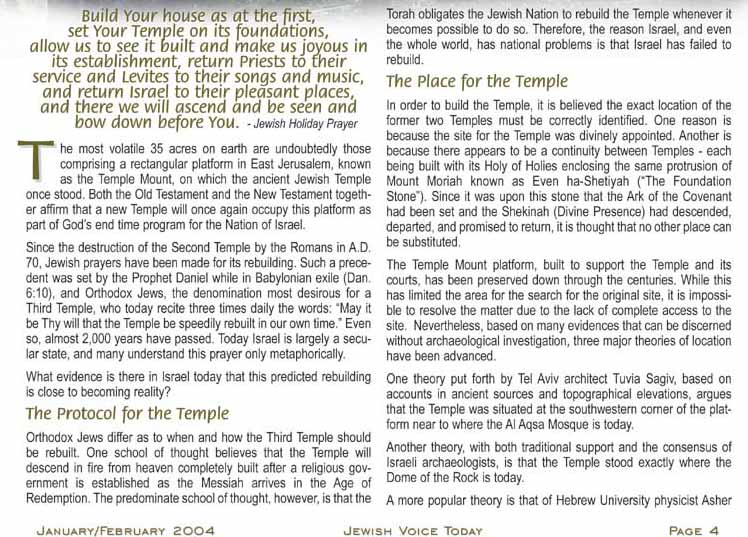 Build Your house as at the first,
set Your Temple on its foundations,
allow us to see it built and make us joyous in
its establishment, return Priests to their
service and Levites to their songs and music,
and return Israel to their pleasant places,
and there we will ascend and be seen and
bow down before You. - Jewish Holiday Prayer
The most volatile 35 acres on earth are undoubtedly those
comprising a rectangular platform in East Jerusalem, known
as the Temple Mount, on which the ancient Jewish Temple
once stood. Both the Old Testament and the New Testament togeth-
er affirm that a new Temple will once again occupy this platform as
part of God's end time program for the Nation of Israel.
Since the destruction of the Second Temple by the Romans in A.D.
70, Jewish prayers have been made for its rebuilding. Such a prece-
dent was set by the Prophet Daniel while in Babylonian exile (Dan.
6:10), and Orthodox Jews, the denomination most desirous for a
Third Temple, who today recite three times daily the words: "May it
be Thy will that the Temple be speedily rebuilt in our own time." Even
so, almost 2,000 years have passed. Today Israel is largely a secu-
lar state, and many understand this prayer only metaphorically.
What evidence is there in Israel today that this predicted rebuilding
is close to becoming reality?
The Protocol for the Temple
Orthodox Jews differ as to when and how the Third Temple should
be rebuilt. One school of thought believes that the Temple will
descend in fire from heaven completely built after a religious gov-
ernment is established as the Messiah arrives in the Age of
Redemption. The predominate school of thought, however, is that the
Torah obligates the Jewish Nation to rebuild the Temple whenever it
becomes possible to do so. Therefore, the reason Israel, and even
the whole world, has national problems is that Israel has failed to
rebuild.
The Place for the Temple
In order to build the Temple, it is believed the exact location of the
former two Temples must be correctly identified. One reason is
because the site for the Temple was divinely appointed. Another is
because there appears to be a continuity between Temples - each
being built with its Holy of Holies enclosing the same protrusion of
Mount Moriah known as Even ha-Shetiyah ("The Foundation
Stone"). Since it was upon this stone that the Ark of the Covenant
had been set and the Shekinah (Divine Presence) had descended,
departed, and promised to return, it is thought that no other place can
be substituted.
The Temple Mount platform, built to support the Temple and its
courts, has been preserved down through the centuries. While this
has limited the area for the search for the original site, it is impossi-
ble to resolve the matter due to the lack of complete access to the
site. Nevertheless, based on many evidences that can be discerned
without archaeological investigation, three major theories of location
have been advanced.
One theory put forth by Tel Aviv architect Tuvia Sagiv, based on
accounts in ancient sources and topographical elevations, argues
that the Temple was situated at the southwestern corner of the plat-
form near to where the Al Aqsa Mosque is today.
Another theory, with both traditional support and the consensus of
Israeli archaeologists, is that the Temple stood exactly where the
Dome of the Rock is today.
A more popular theory is that of Hebrew University physicist Asher
January/February 2004 Jewish Voice Today Page 4